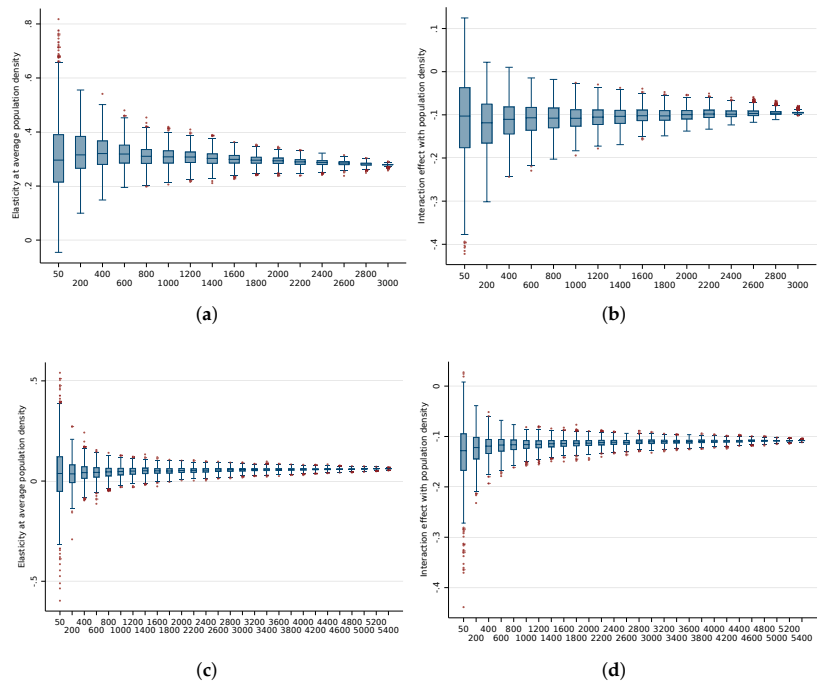 Elasticity at average population density
.8
.6
.4
.2
0
50 400 800 1200 1600 2000 2400 2800
200 600 1000 1400 1800 2200 2600 3000
(a)
Interaction effect with population density
.1
0
-.1
-.2
-.3
-.4
50 400 800 1200 1600 2000 2400 2800
200 600 1000 1400 1800 2200 2600 3000
(b)
Elasticity at average population density
.5
0
-.5
50 400 800 1200 1600 2000 2400 2800 3200 3600 4000 4400 4800 5200
200 600 1000 1400 1800 2200 2600 3000 3400 3800 4200 4600 5000 5400
(c)
Interaction effect with population density
0
-.1
-.2
-.3
-.4
50 400 800 1200 1600 2000 2400 2800 3200 3600 4000 4400 4800 5200
200 600 1000 1400 1800 2200 2600 3000 3400 3800 4200 4600 5000 5400
(d)